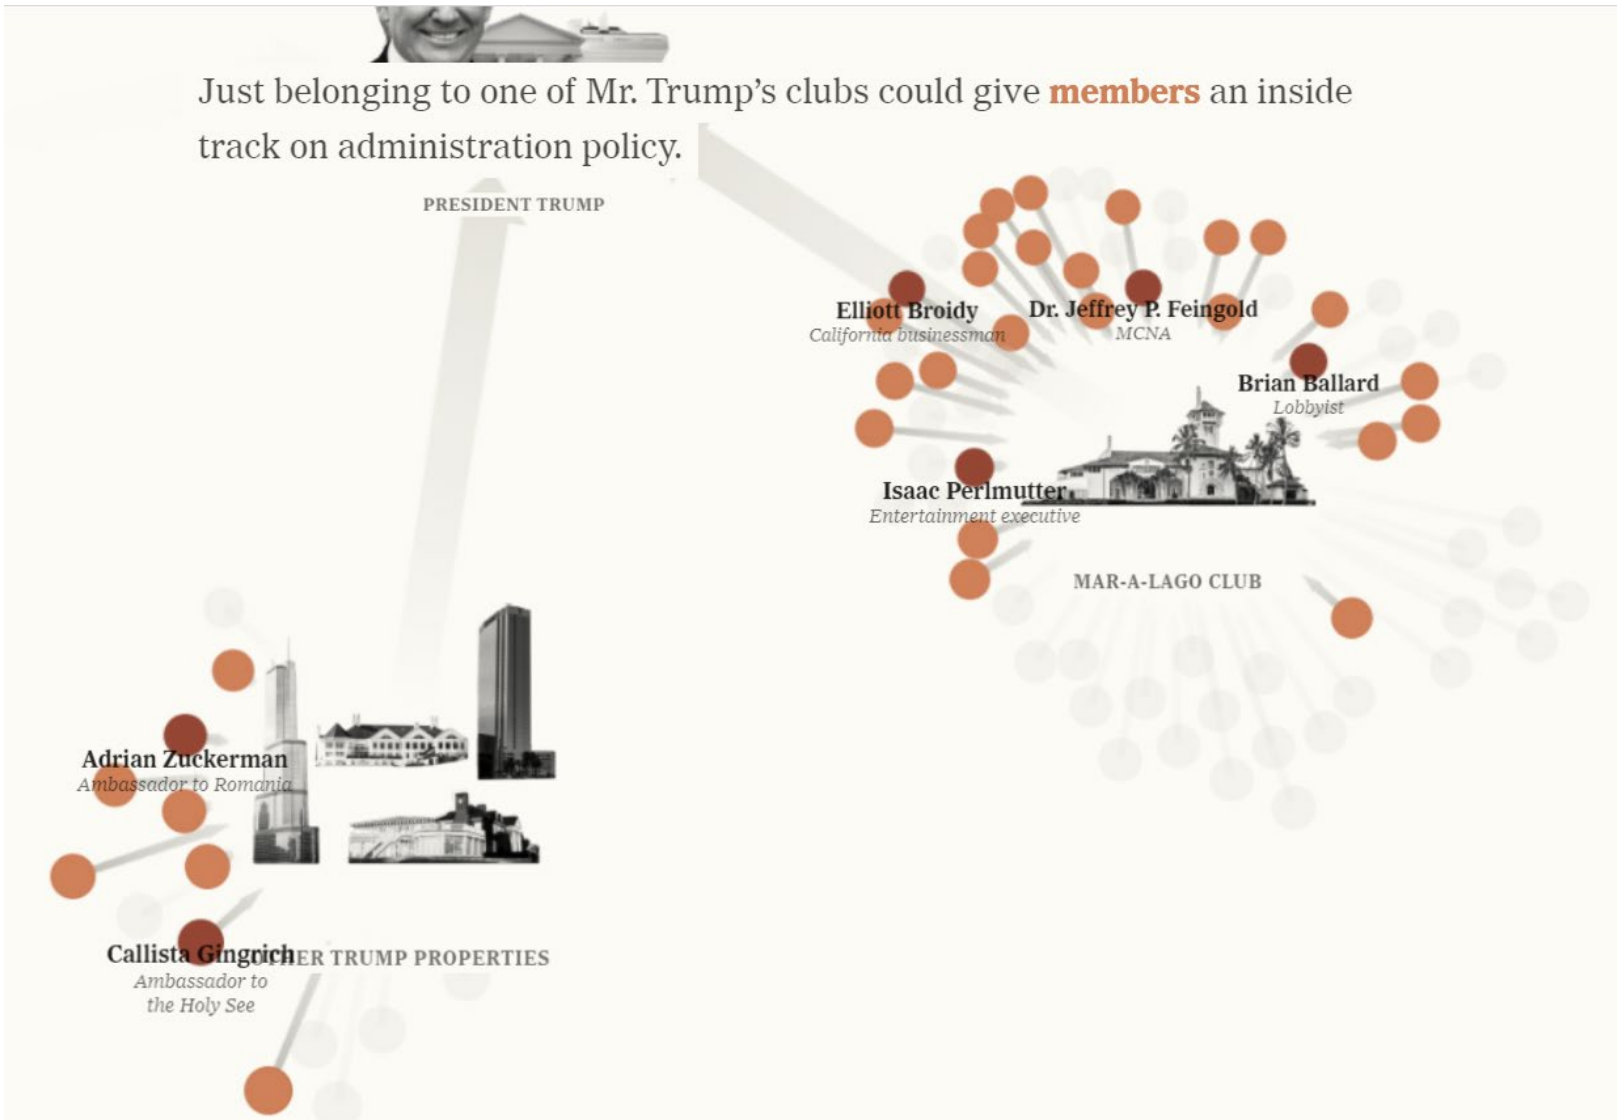 Just belonging to one of Mr. Trump’s clubs could give members an inside
track on administration policy.
PRESIDENT TRUMP
Elliott Broidy
California businessman
Dr. Jeffrey P. Feingold
MCNA
Brian Ballard
Lobbyist
Isaac Perlmutter
Entertainment executive
MAR-A-LAGO CLUB
Adrian Zuckerman
Ambassador to Romania
Callista Gingrich
Ambassador to
the Holy See
OTHER TRUMP PROPERTIES